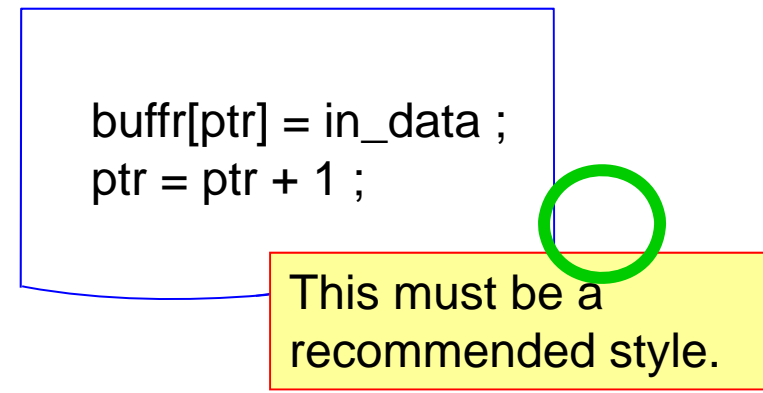 buffr[ptr] = in_data ;
ptr = ptr + 1 ;
This must be a
recommended style.